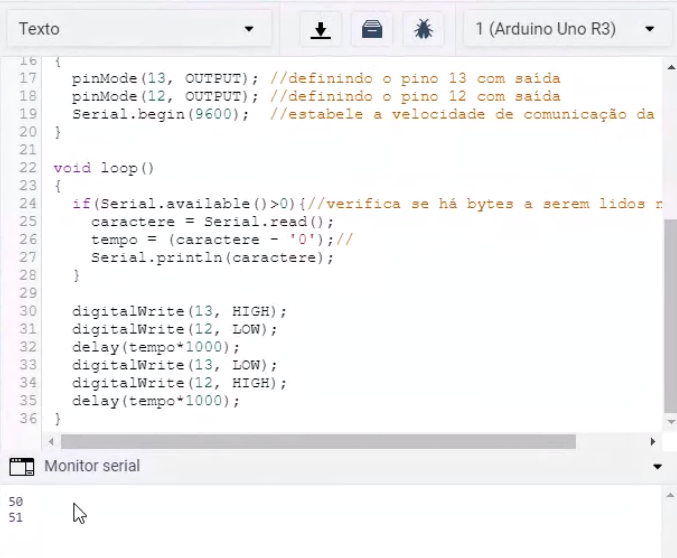 Texto
1 (Arduino Uno R3)
16 {
17 pinMode(13, OUTPUT); //definindo o pino 13 com saída
18 pinMode(12, OUTPUT); //definindo o pino 12 com saída
19 Serial.begin(9600); //estabele a velocidade de comunicação da
20 }
21
22 void loop()
23 {
24 if(Serial.available()>0){//verifica se há bytes a serem lidos
25 caractere = Serial.read();
26 tempo = (caractere - '0');//
27 Serial.println(caractere);
28 }
29
30 digitalWrite(13, HIGH);
31 digitalWrite(12, LOW);
32 delay(tempo*1000);
33 digitalWrite(13, LOW);
34 digitalWrite(12, HIGH);
35 delay(tempo*1000);
36 }
Monitor serial
50
51